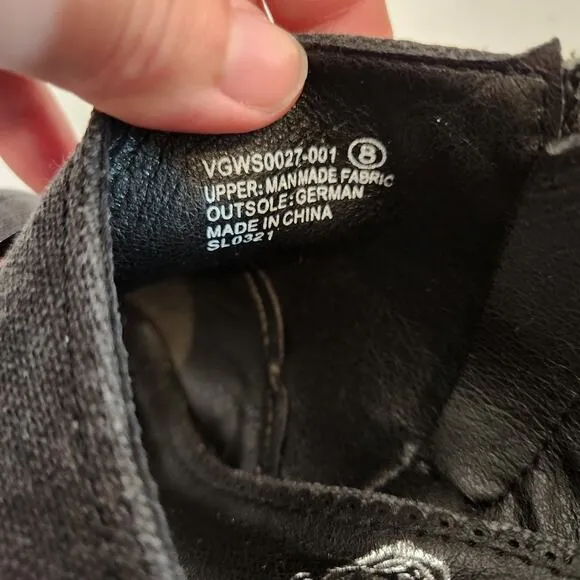 VGWS0027-001 8
UPPER: MANMADE FABRIC
OUTSOLE: GERMAN
MADE IN CHINA
SL0321